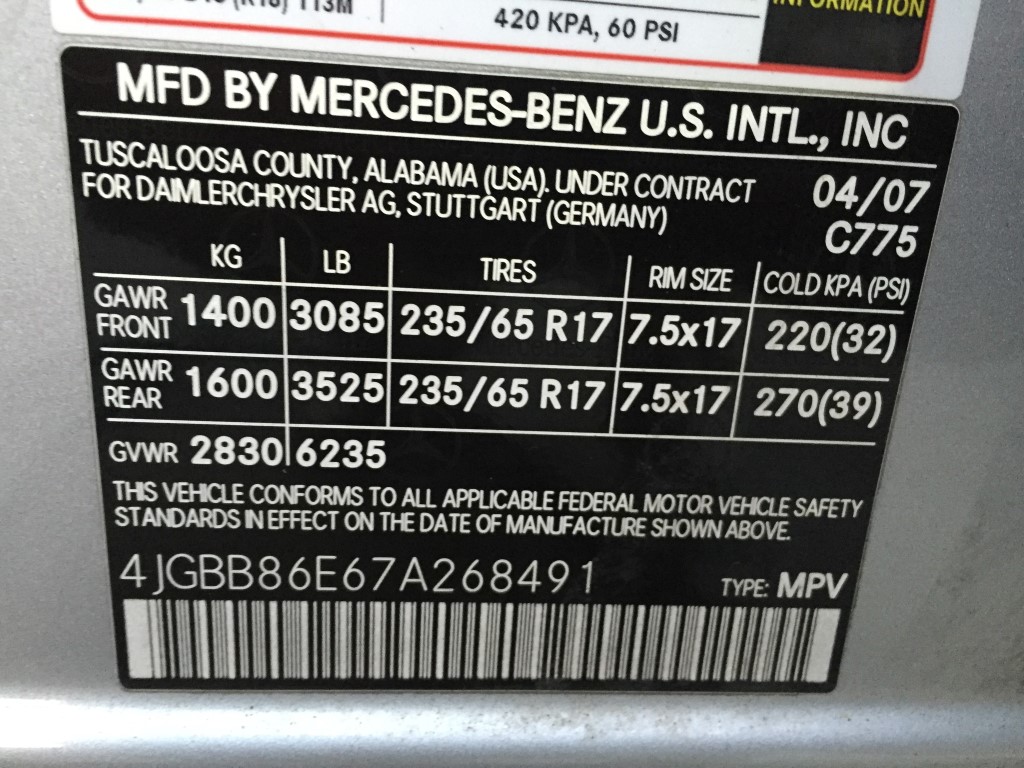 113M
420 KPA, 60 PSI
INFORMATION
MFD BY MERCEDES-BENZ U.S. INTL., INC
TUSCALOOSA COUNTY, ALABAMA (USA). UNDER CONTRACT
FOR DAIMLERCHRYSLER AG, STUTTGART (GERMANY)
04/07
C775
KG LB TIRES RIM SIZE COLD KPA (PSI)
GAWR FRONT 1400 3085 235/65 R17 7.5x17 220(32)
GAWR REAR 1600 3525 235/65 R17 7.5x17 270(39)
GVWR 2830 6235
THIS VEHICLE CONFORMS TO ALL APPLICABLE FEDERAL MOTOR VEHICLE SAFETY
STANDARDS IN EFFECT ON THE DATE OF MANUFACTURE SHOWN ABOVE.
4JGBB86E67A268491 TYPE: MPV